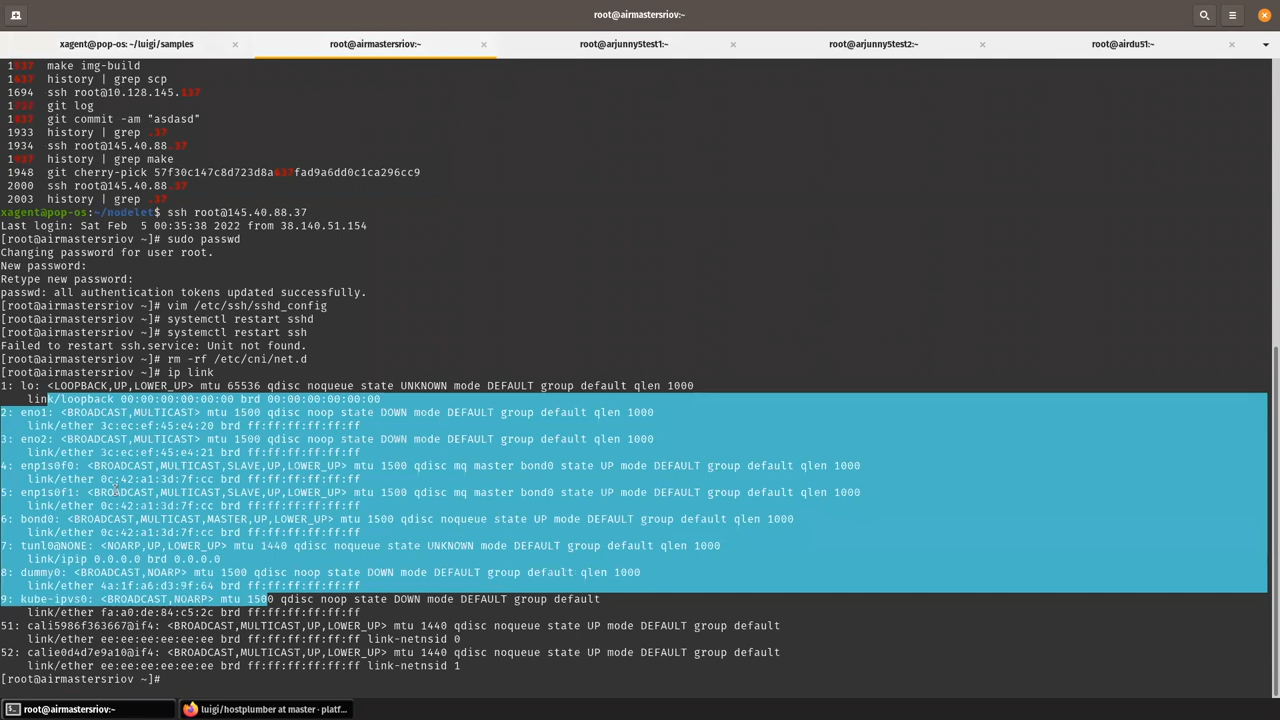 root@airmastersriov:~
xagent@pop-os: ~/luigi/samples
root@airmastersriov:~
root@arjunny5test1:~
root@arjunny5test2:~
root@airdu51:~
1537 make img-build
1637 history | grep scp
1694 ssh root@10.128.145.137
1737 git log
1837 git commit -am "asdasd"
1933 history | grep .37
1934 ssh root@145.40.88.37
1937 history | grep make
1948 git cherry-pick 57f30c147c8d723d8a637fad9a6dd0c1ca296cc9
2000 ssh root@145.40.88.37
2003 history | grep .37
xagent@pop-os:~/nodelet$ ssh root@145.40.88.37
Last login: Sat Feb  5 00:35:38 2022 from 38.140.51.154
[root@airmastersriov ~]# sudo passwd
Changing password for user root.
New password:
Retype new password:
passwd: all authentication tokens updated successfully.
[root@airmastersriov ~]# vim /etc/ssh/sshd_config
[root@airmastersriov ~]# systemctl restart sshd
[root@airmastersriov ~]# systemctl restart ssh
Failed to restart ssh.service: Unit not found.
[root@airmastersriov ~]# rm -rf /etc/cni/net.d
[root@airmastersriov ~]# ip link
1: lo: <LOOPBACK,UP,LOWER_UP> mtu 65536 qdisc noqueue state UNKNOWN mode DEFAULT group default qlen 1000
link/loopback 00:00:00:00:00:00 brd 00:00:00:00:00:00
2: eno1: <BROADCAST,MULTICAST> mtu 1500 qdisc noop state DOWN mode DEFAULT group default qlen 1000
link/ether 3c:ec:ef:45:e4:20 brd ff:ff:ff:ff:ff:ff
3: eno2: <BROADCAST,MULTICAST> mtu 1500 qdisc noop state DOWN mode DEFAULT group default qlen 1000
link/ether 3c:ec:ef:45:e4:21 brd ff:ff:ff:ff:ff:ff
4: enp1s0f0: <BROADCAST,MULTICAST,SLAVE,UP,LOWER_UP> mtu 1500 qdisc mq master bond0 state UP mode DEFAULT group default qlen 1000
link/ether 0c:42:a1:3d:7f:cc brd ff:ff:ff:ff:ff:ff
5: enp1s0f1: <BROADCAST,MULTICAST,SLAVE,UP,LOWER_UP> mtu 1500 qdisc mq master bond0 state UP mode DEFAULT group default qlen 1000
link/ether 0c:42:a1:3d:7f:cc brd ff:ff:ff:ff:ff:ff
6: bond0: <BROADCAST,MULTICAST,MASTER,UP,LOWER_UP> mtu 1500 qdisc noqueue state UP mode DEFAULT group default qlen 1000
link/ether 0c:42:a1:3d:7f:cc brd ff:ff:ff:ff:ff:ff
7: tunl0@NONE: <NOARP,UP,LOWER_UP> mtu 1440 qdisc noqueue state UNKNOWN mode DEFAULT group default qlen 1000
link/ipip 0.0.0.0 brd 0.0.0.0
8: dummy0: <BROADCAST,NOARP> mtu 1500 qdisc noop state DOWN mode DEFAULT group default qlen 1000
link/ether 4a:1f:a6:d3:9f:64 brd ff:ff:ff:ff:ff:ff
9: kube-ipvs0: <BROADCAST,NOARP> mtu 1500 qdisc noop state DOWN mode DEFAULT group default
link/ether fa:a0:de:84:c5:2c brd ff:ff:ff:ff:ff:ff
51: cali5986f363667@if4: <BROADCAST,MULTICAST,UP,LOWER_UP> mtu 1440 qdisc noqueue state UP mode DEFAULT group default
link/ether ee:ee:ee:ee:ee:ee brd ff:ff:ff:ff:ff:ff link-netnsid 0
52: calie0d4d7e9a10@if4: <BROADCAST,MULTICAST,UP,LOWER_UP> mtu 1440 qdisc noqueue state UP mode DEFAULT group default
link/ether ee:ee:ee:ee:ee:ee brd ff:ff:ff:ff:ff:ff link-netnsid 1
[root@airmastersriov ~]#
root@airmastersriov:~
luigi/hostplumber at master · platf...